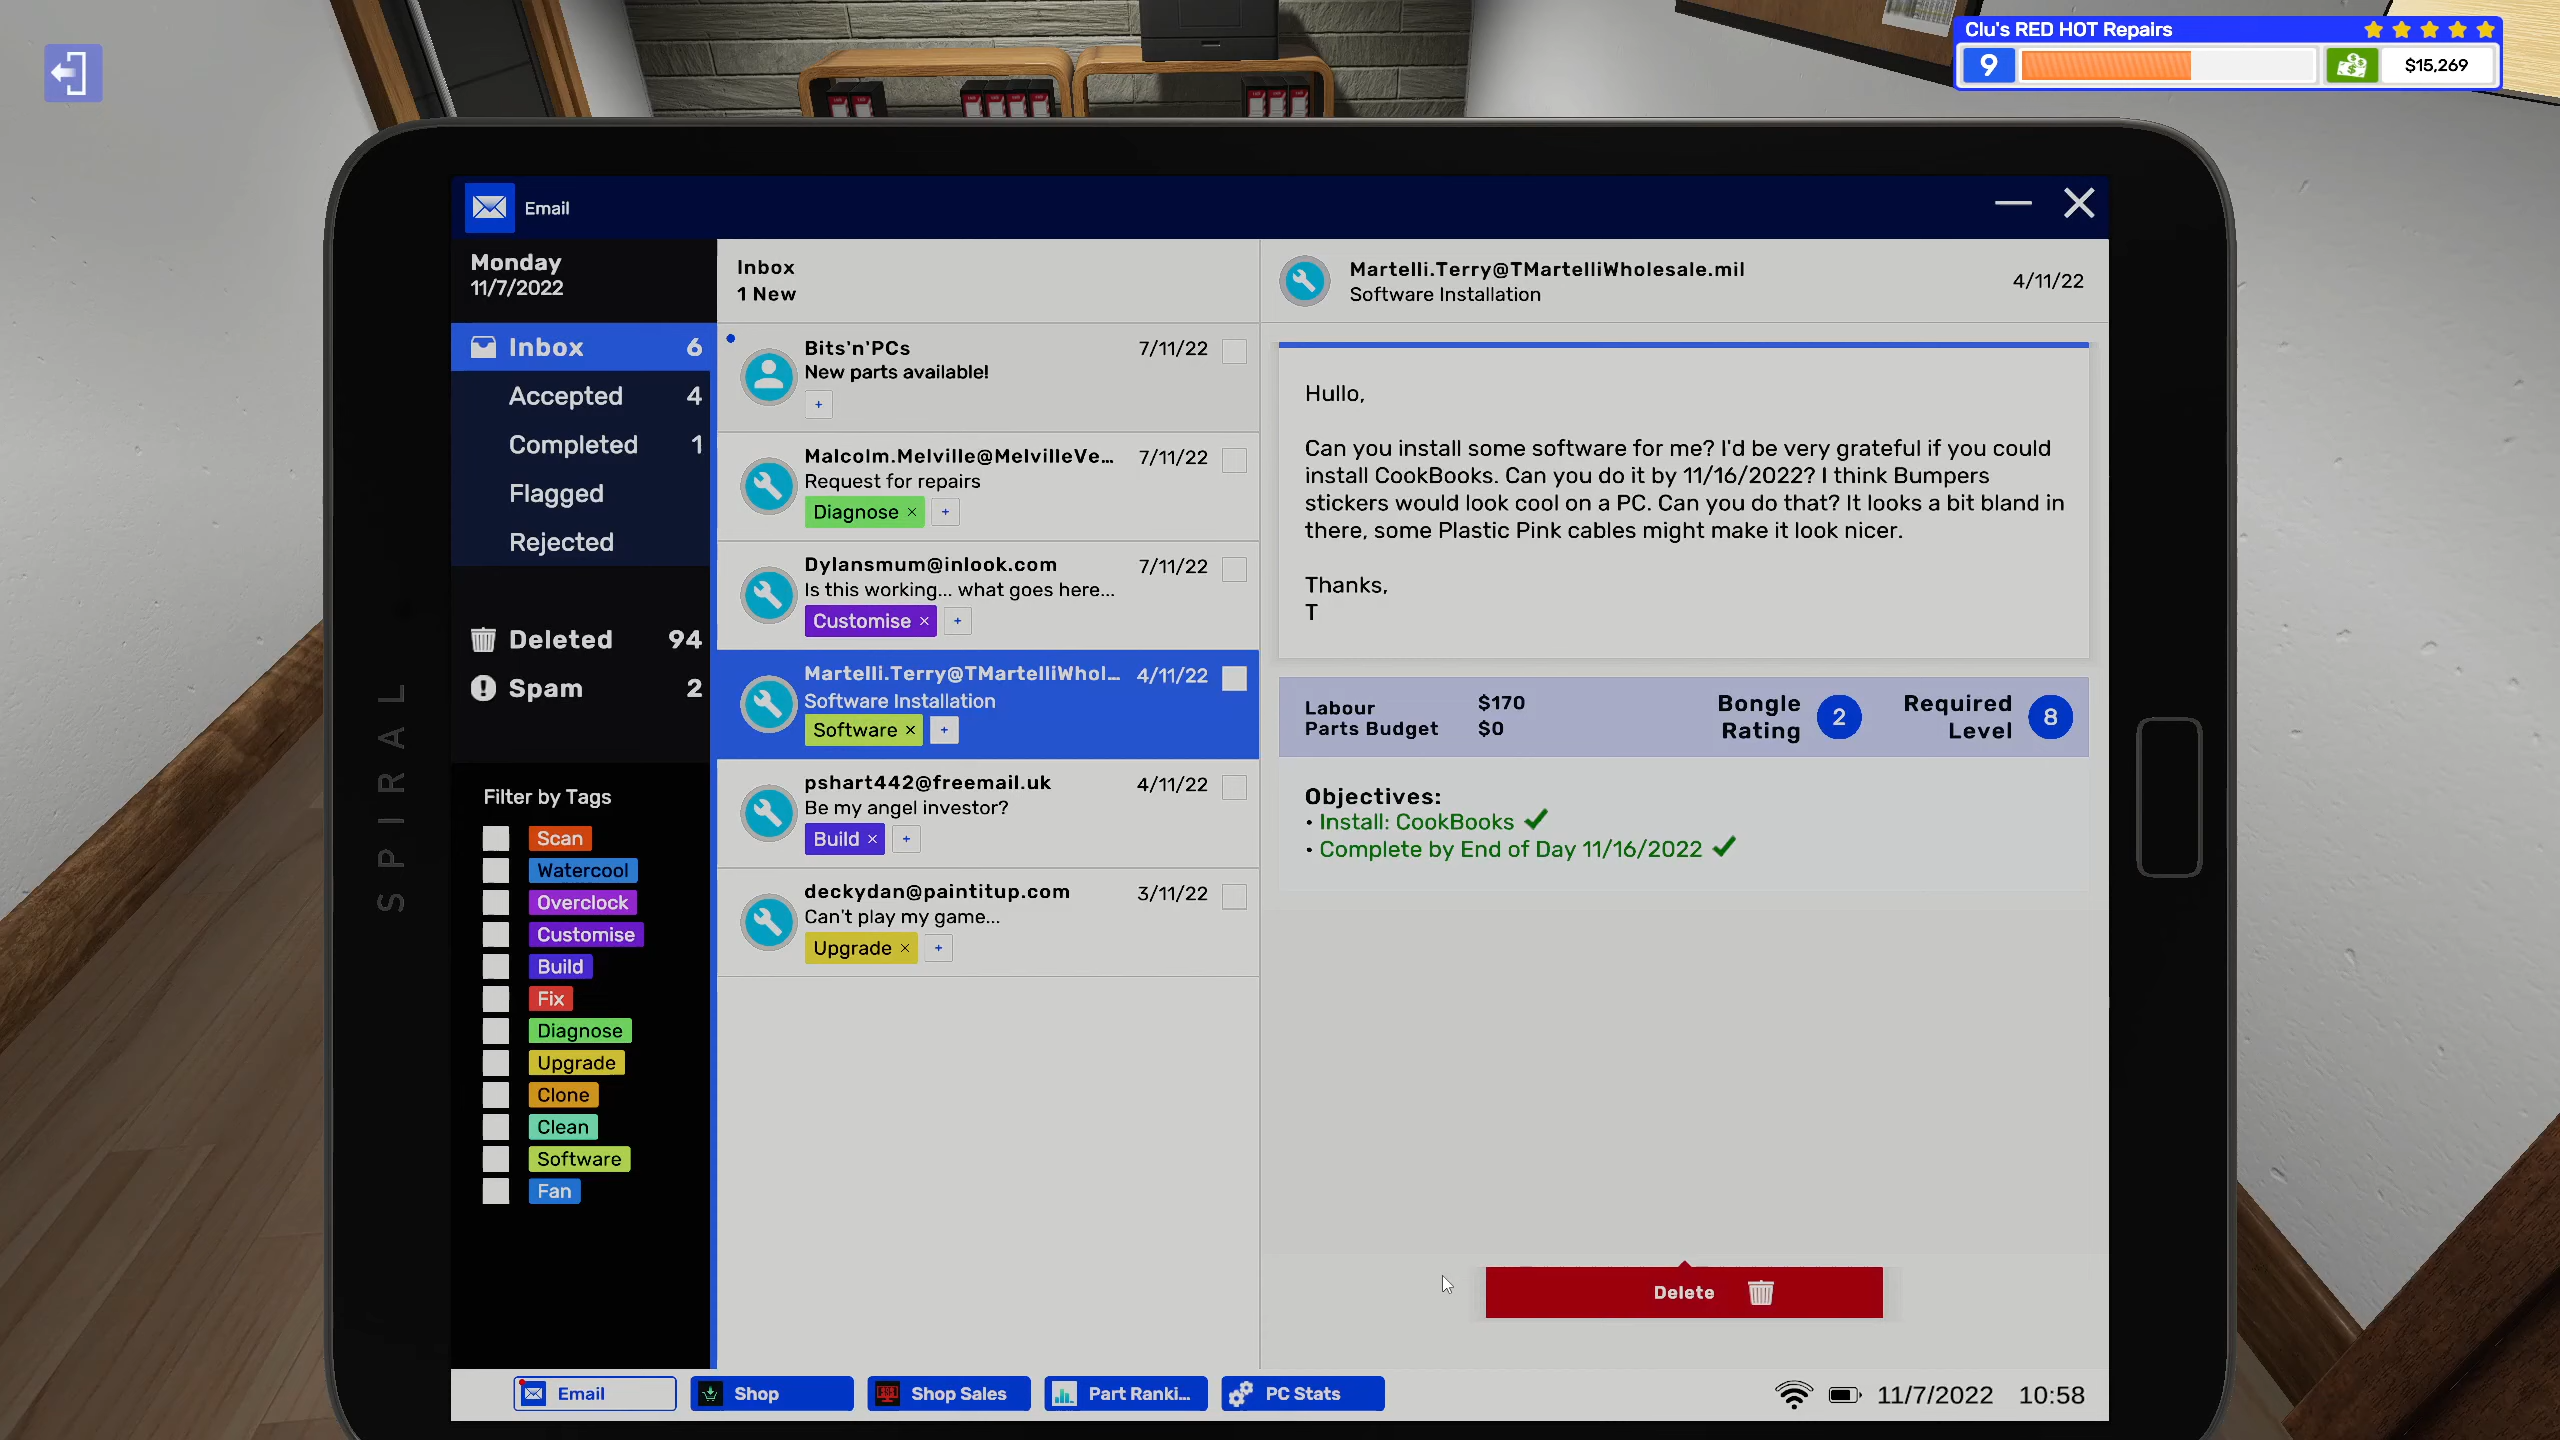 Clu's RED HOT Repairs
9
$15,269
SPIRAL
Email
Monday
11/7/2022
Inbox 6
Accepted 4
Completed 1
Flagged
Rejected
Deleted 94
Spam 2
Filter by Tags
Scan
Watercool
Overclock
Customise
Build
Fix
Diagnose
Upgrade
Clone
Clean
Software
Fan
Inbox
1 New
Bits'n'PCs 7/11/22
New parts available!
+
Malcolm.Melville@MelvilleVe... 7/11/22
Request for repairs
Diagnose × +
Dylansmum@inlook.com 7/11/22
Is this working... what goes here...
Customise × +
Martelli.Terry@TMartelliWhol... 4/11/22
Software Installation
Software × +
pshart442@freemail.uk 4/11/22
Be my angel investor?
Build × +
deckydan@paintitup.com 3/11/22
Can't play my game...
Upgrade × +
Martelli.Terry@TMartelliWholesale.mil
Software Installation
4/11/22
Hullo,
Can you install some software for me? I'd be very grateful if you could
install CookBooks. Can you do it by 11/16/2022? I think Bumpers
stickers would look cool on a PC. Can you do that? It looks a bit bland in
there, some Plastic Pink cables might make it look nicer.
Thanks,
T
Labour $170
Parts Budget $0
Bongle
Rating 2
Required
Level 8
Objectives:
• Install: CookBooks ✓
• Complete by End of Day 11/16/2022 ✓
Delete
Email
Shop
Shop Sales
Part Ranki...
PC Stats
11/7/2022 10:58